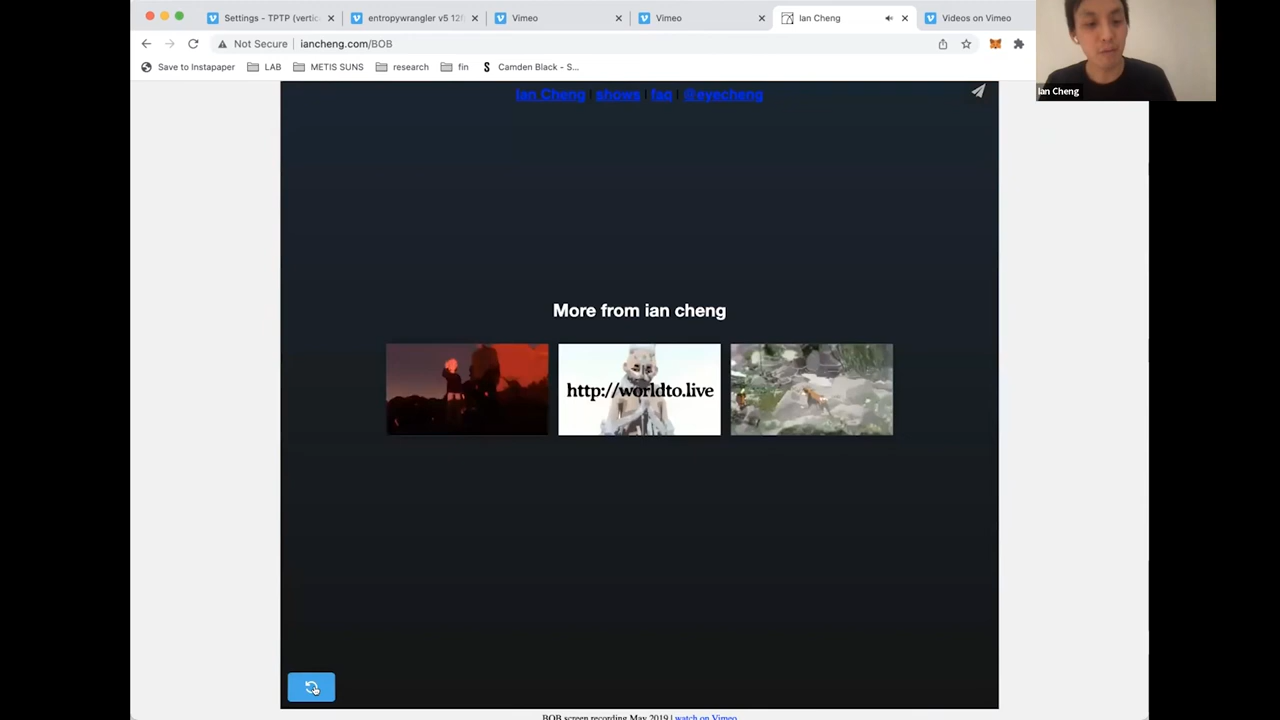 Settings - TPTP (vertic
entropywrangler v5 12f
Vimeo
Vimeo
Ian Cheng
Videos on Vimeo
Not Secure | iancheng.com/BOB
Save to Instapaper
LAB
METIS SUNS
research
fin
Camden Black - S...
Ian Cheng
Ian Cheng | shows | faq | @eyecheng
More from ian cheng
http://worldto.live
BOB screen recording May 2019 | watch on Vimeo